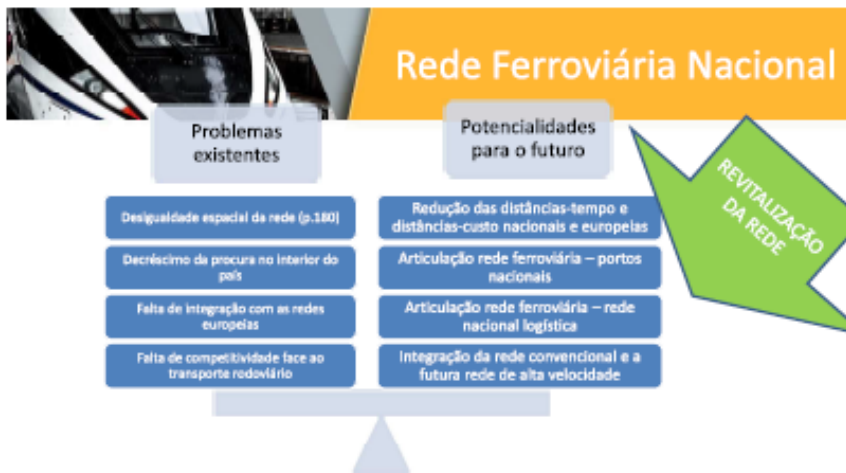 Rede Ferroviária Nacional
Problemas
existentes
Desigualdade espacial da rede (p.180)
Decréscimo da procura no interior do
país
Falta de integração com as redes
europeias
Falta de competitividade face ao
transporte rodoviário
Potencialidades
para o futuro
Redução das distâncias-tempo e
distâncias-custo nacionais e europeias
Articulação rede ferroviária – portos
nacionais
Articulação rede ferroviária – rede
nacional logística
Integração da rede convencional e a
futura rede de alta velocidade
REVITALIZAÇÃO
DA REDE